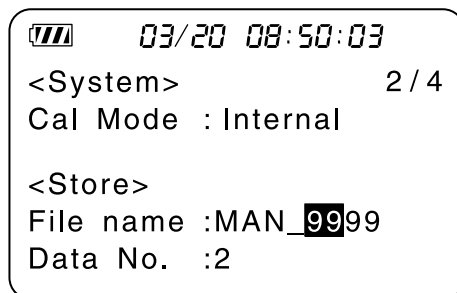 03/20 08:50:03
<System> 2/4
Cal Mode : Internal
<Store>
File name :MAN_9999
Data No. :2